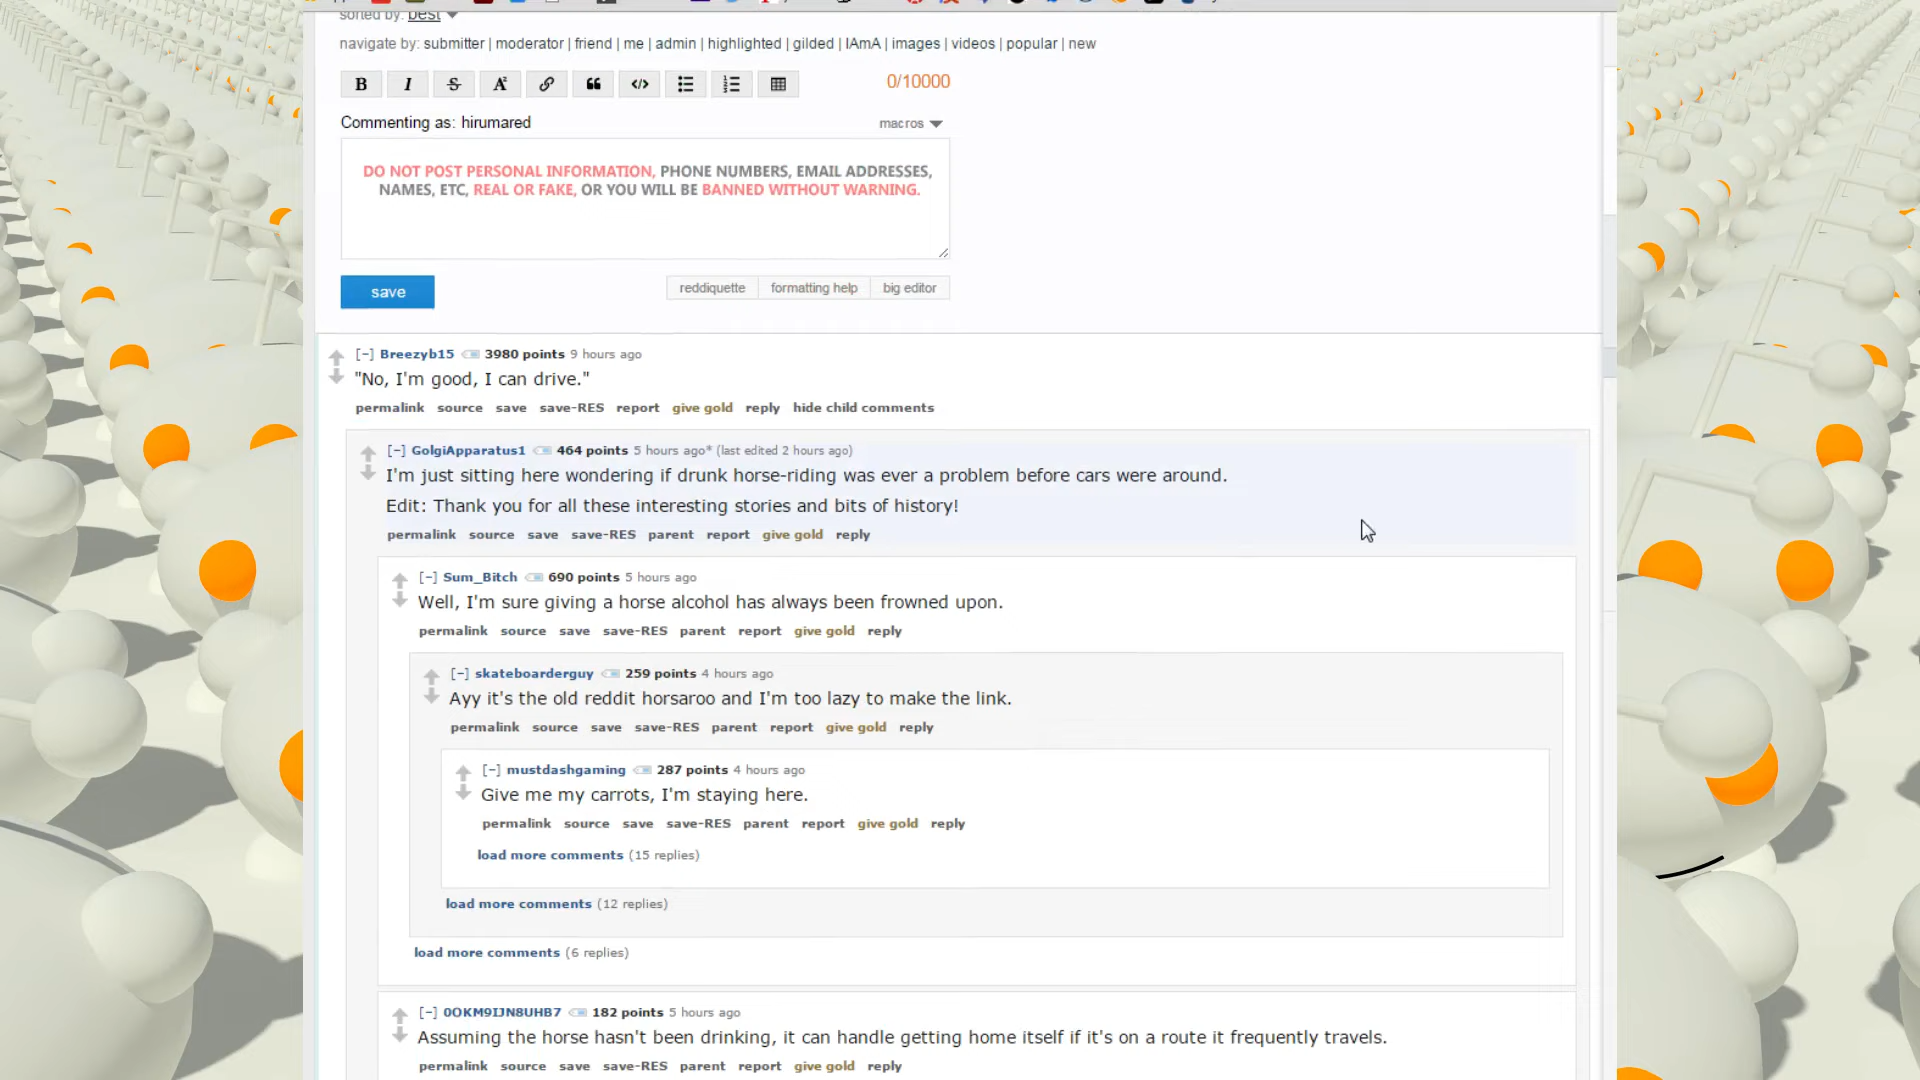 sorted by: best
navigate by: submitter | moderator | friend | me | admin | highlighted | gilded | IAmA | images | videos | popular | new
B I S A 0/10000
Commenting as: hirumared macros
DO NOT POST PERSONAL INFORMATION, PHONE NUMBERS, EMAIL ADDRESSES,
NAMES, ETC, REAL OR FAKE, OR YOU WILL BE BANNED WITHOUT WARNING.
save reddiquette formatting help big editor
[-] Breezyb15 3980 points 9 hours ago
"No, I'm good, I can drive."
permalink source save save-RES report give gold reply hide child comments
[-] GolgiApparatus1 464 points 5 hours ago* (last edited 2 hours ago)
I'm just sitting here wondering if drunk horse-riding was ever a problem before cars were around.
Edit: Thank you for all these interesting stories and bits of history!
permalink source save save-RES parent report give gold reply
[-] Sum_Bitch 690 points 5 hours ago
Well, I'm sure giving a horse alcohol has always been frowned upon.
permalink source save save-RES parent report give gold reply
[-] skateboarderguy 259 points 4 hours ago
Ayy it's the old reddit horsaroo and I'm too lazy to make the link.
permalink source save save-RES parent report give gold reply
[-] mustdashgaming 287 points 4 hours ago
Give me my carrots, I'm staying here.
permalink source save save-RES parent report give gold reply
load more comments (15 replies)
load more comments (12 replies)
load more comments (6 replies)
[-] 0OKM9IJN8UHB7 182 points 5 hours ago
Assuming the horse hasn't been drinking, it can handle getting home itself if it's on a route it frequently travels.
permalink source save save-RES parent report give gold reply